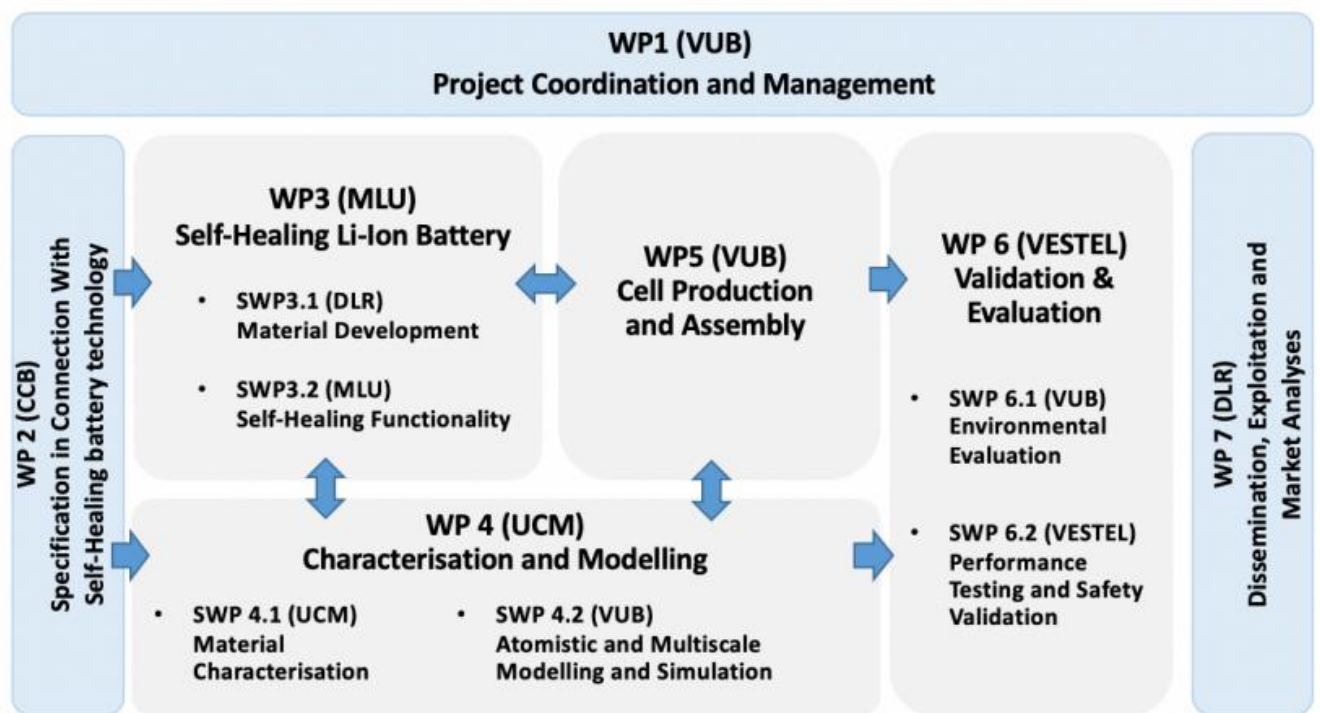 WP1 (VUB)
Project Coordination and Management
WP 2 (CCB)
Specification in Connection With
Self-Healing battery technology
WP3 (MLU)
Self-Healing Li-Ion Battery
• SWP3.1 (DLR)
Material Development
• SWP3.2 (MLU)
Self-Healing Functionality
WP5 (VUB)
Cell Production
and Assembly
WP 4 (UCM)
Characterisation and Modelling
• SWP 4.1 (UCM)
Material
Characterisation
• SWP 4.2 (VUB)
Atomistic and Multiscale
Modelling and Simulation
WP 6 (VESTEL)
Validation &
Evaluation
• SWP 6.1 (VUB)
Environmental
Evaluation
• SWP 6.2 (VESTEL)
Performance
Testing and Safety
Validation
WP 7 (DLR)
Dissemination, Exploitation and
Market Analyses